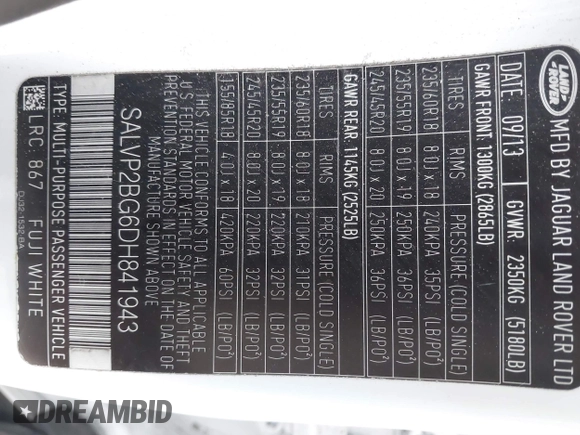 LAND
ROVER
MFD BY JAGUAR LAND ROVER LTD
DATE: 09/13 GVWR: 2350KG (5180LB)
GAWR FRONT: 1300KG (2865LB)
TIRES RIMS PRESSURE (COLD SINGLE)
235/60R18 8.0J x 18 240KPA 35PSI (LB/PO²)
235/55R19 8.0J x 19 250KPA 36PSI (LB/PO²)
245/45R20 8.0J x 20 250KPA 36PSI (LB/PO²)
GAWR REAR: 1145KG (2525LB)
TIRES RIMS PRESSURE (COLD SINGLE)
235/60R18 8.0J x 18 210KPA 31PSI (LB/PO²)
235/55R19 8.0J x 19 220KPA 32PSI (LB/PO²)
245/45R20 8.0J x 20 220KPA 32PSI (LB/PO²)
155/85R18 4.0J x 18 420KPA 60PSI (LB/PO²)
THIS VEHICLE CONFORMS TO ALL APPLICABLE
U S FEDERAL MOTOR VEHICLE SAFETY AND THEFT
PREVENTION STANDARDS IN EFFECT ON THE DATE OF
MANUFACTURE SHOWN ABOVE
SALVP2BG6DH841943
TYPE: MULTI-PURPOSE PASSENGER VEHICLE
LRC: 867 FUJI WHITE
DREAMBID